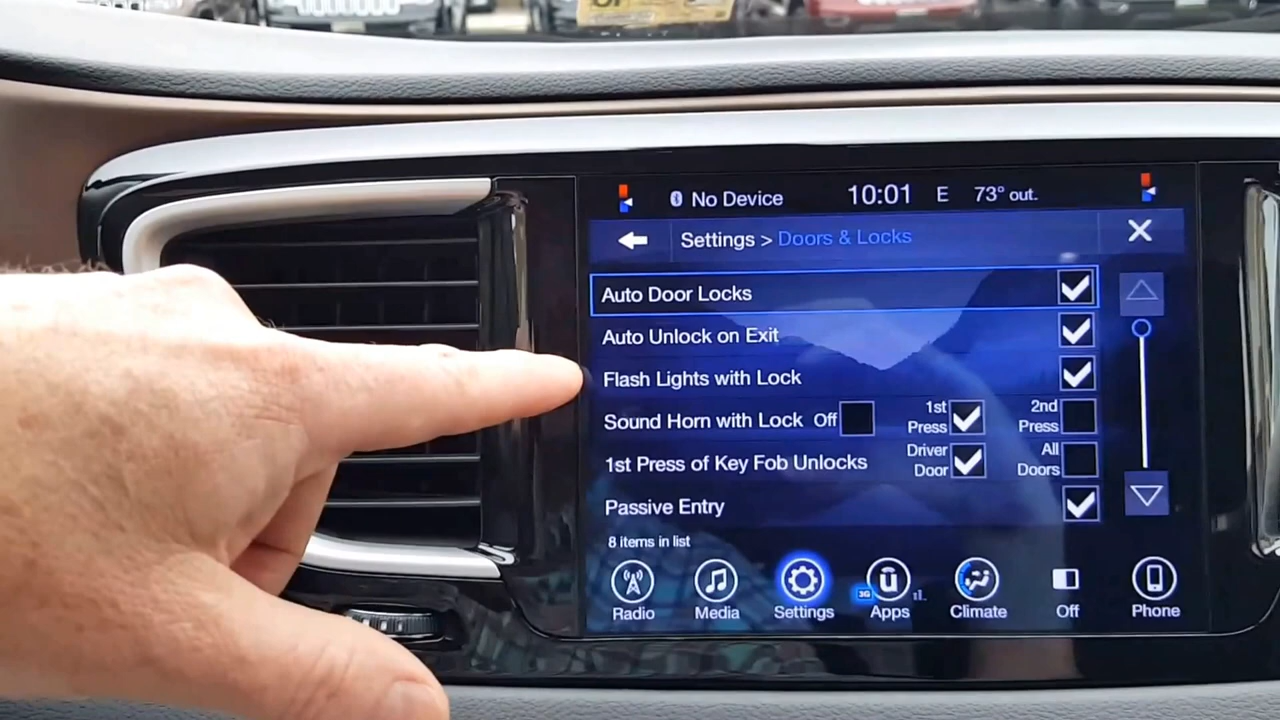 No Device 10:01 E 73° out.
Settings > Doors & Locks
Auto Door Locks
Auto Unlock on Exit
Flash Lights with Lock
Sound Horn with Lock Off 1st Press 2nd Press
1st Press of Key Fob Unlocks Driver Door All Doors
Passive Entry
8 items in list
3G
Radio Media Settings Apps Climate Off Phone